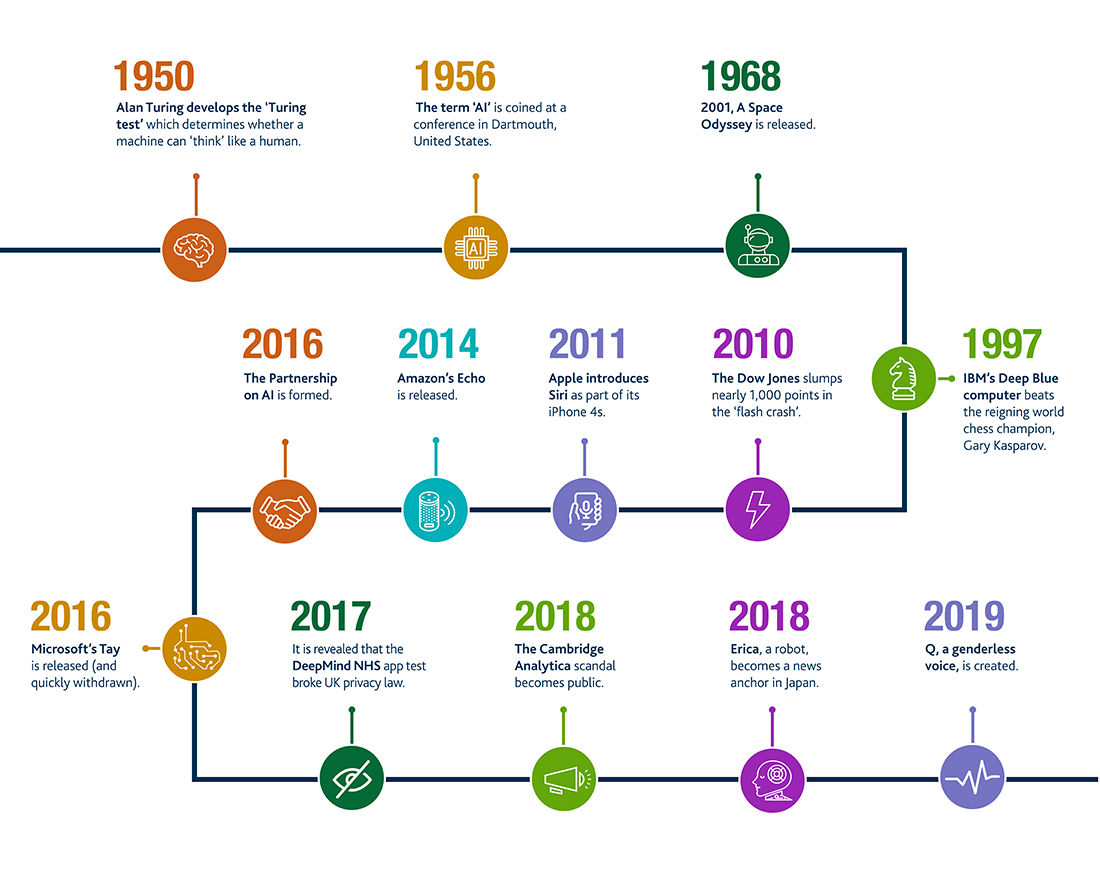 1950
Alan Turing develops the ‘Turing
test’ which determines whether a
machine can ‘think’ like a human.
1956
The term ‘AI’ is coined at a
conference in Dartmouth,
United States.
1968
2001, A Space
Odyssey is released.
AI
1997
IBM’s Deep Blue
computer beats
the reigning world
chess champion,
Gary Kasparov.
2010
The Dow Jones slumps
nearly 1,000 points in
the ‘flash crash’.
2011
Apple introduces
Siri as part of its
iPhone 4s.
2014
Amazon’s Echo
is released.
2016
The Partnership
on AI is formed.
2016
Microsoft’s Tay
is released (and
quickly withdrawn).
2017
It is revealed that the
DeepMind NHS app test
broke UK privacy law.
2018
The Cambridge
Analytica scandal
becomes public.
2018
Erica, a robot,
becomes a news
anchor in Japan.
2019
Q, a genderless
voice, is created.